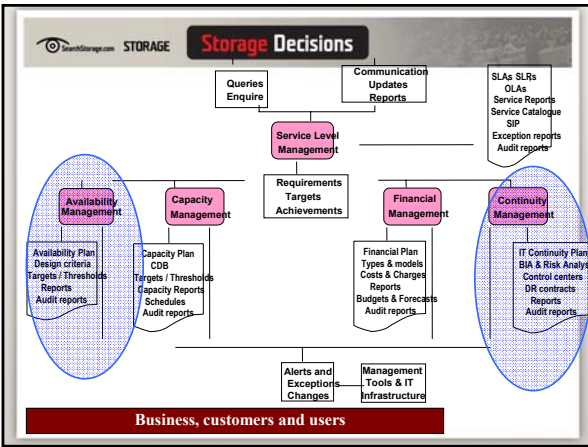 SearchStorage.com STORAGE Storage Decisions
Queries
Enquire
Communication
Updates
Reports
SLAs SLRs
OLAs
Service Reports
Service Catalogue
SIP
Exception reports
Audit reports
Service Level
Management
Requirements
Targets
Achievements
Availability
Management
Capacity
Management
Financial
Management
Continuity
Management
Availability Plan
Design criteria
Targets / Thresholds
Reports
Audit reports
Capacity Plan
CDB
Targets / Thresholds
Capacity Reports
Schedules
Audit reports
Financial Plan
Types & models
Costs & Charges
Reports
Budgets & Forecasts
Audit reports
IT Continuity Plan
BIA & Risk Analys
Control centers
DR contracts
Reports
Audit reports
Alerts and
Exceptions
Changes
Management
Tools & IT
Infrastructure
Business, customers and users